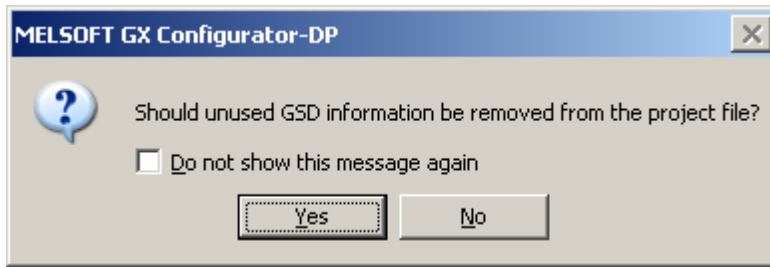 MELSOFT GX Configurator-DP
Should unused GSD information be removed from the project file?
Do not show this message again
Yes No